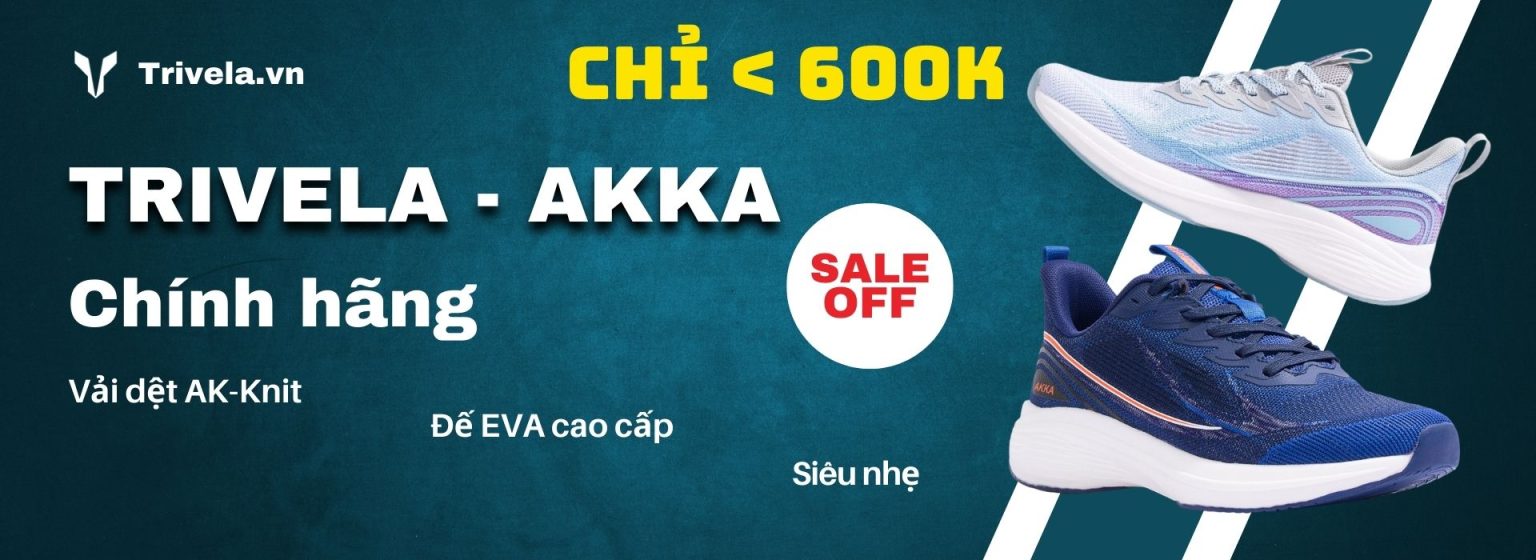 Trivela.vn
CHỈ < 600K
TRIVELA - AKKA
Chính hãng
SALE
OFF
Vải dệt AK-Knit
Đế EVA cao cấp
Siêu nhẹ
AKKA